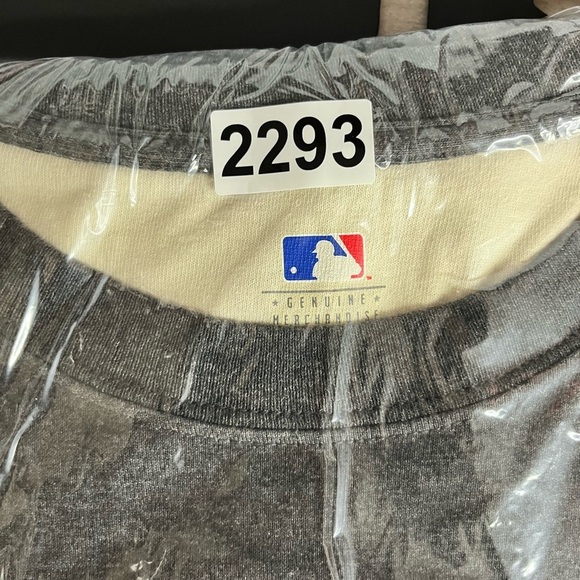 2293
★ GENUINE ★
MERCHANDISE